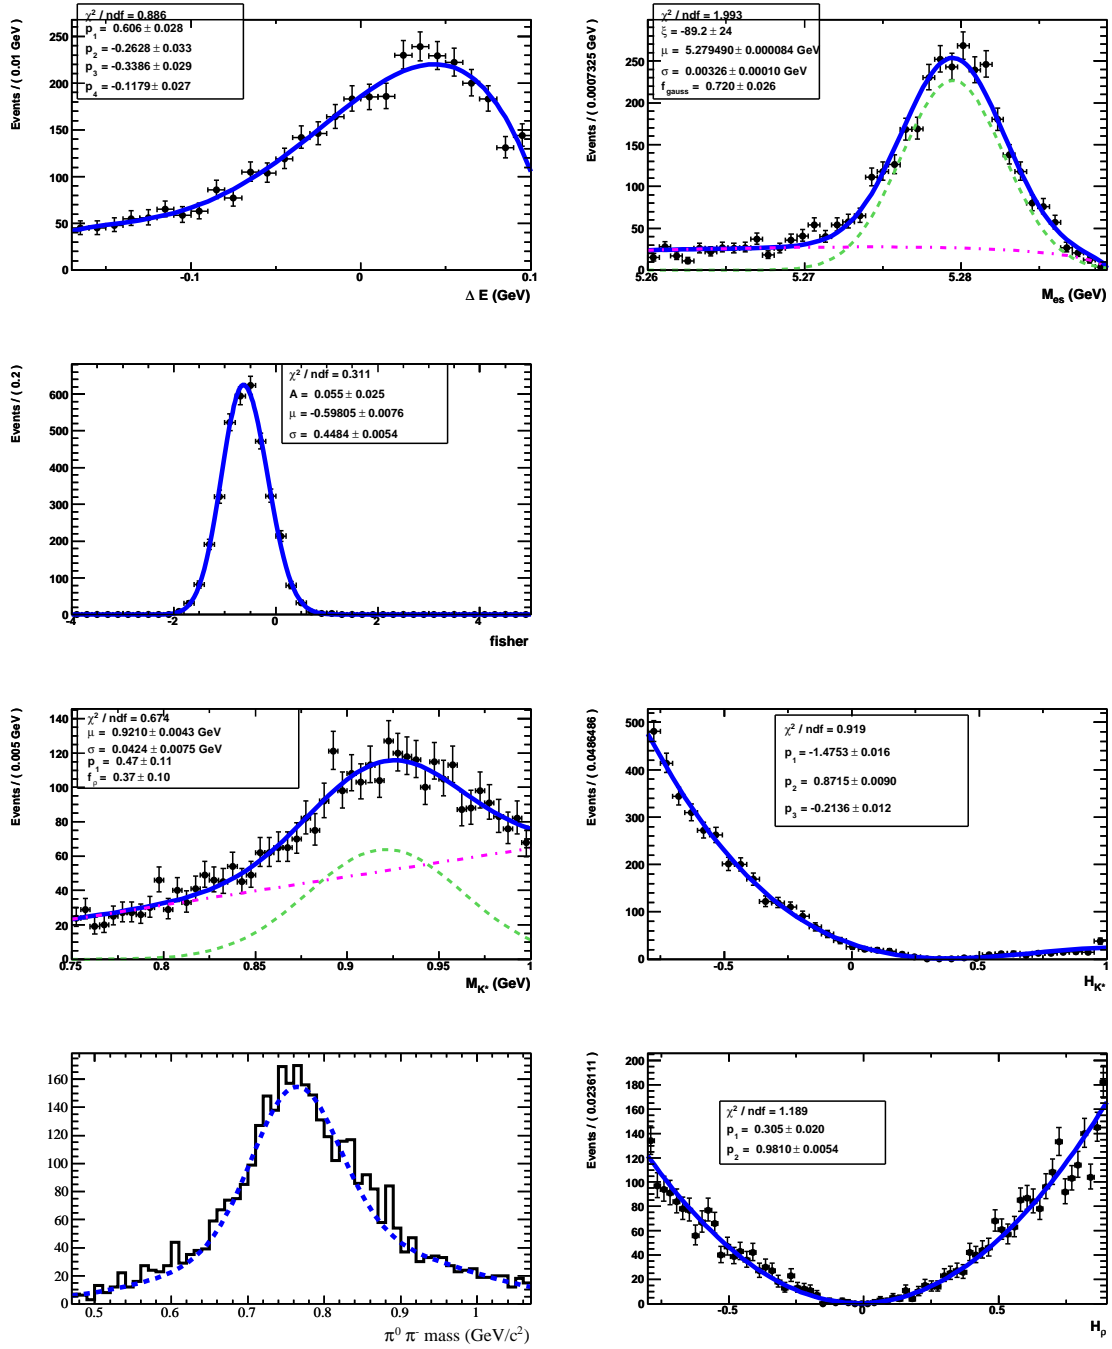 χ² / ndf = 0.886
p₁ = 0.606 ± 0.028
p₂ = -0.2628 ± 0.033
p₃ = -0.3386 ± 0.029
p₄ = -0.1179 ± 0.027
Events / ( 0.01 GeV )
250
200
150
100
50
0
-0.1
0
0.1
Δ E (GeV)
χ² / ndf = 1.993
ξ = -89.2 ± 24
μ = 5.279490 ± 0.000084 GeV
σ = 0.00326 ± 0.00010 GeV
f_gauss = 0.720 ± 0.026
Events / ( 0.0007325 GeV )
250
200
150
100
50
0
5.26
5.27
5.28
M_es (GeV)
χ² / ndf = 0.311
A = 0.055 ± 0.025
μ = -0.59805 ± 0.0076
σ = 0.4484 ± 0.0054
Events / ( 0.2 )
600
500
400
300
200
100
0
-4
-2
0
2
4
fisher
χ² / ndf = 0.674
μ = 0.9210 ± 0.0043 GeV
σ = 0.0424 ± 0.0075 GeV
p₁ = 0.47 ± 0.11
f_ρ = 0.37 ± 0.10
Events / ( 0.005 GeV )
140
120
100
80
60
40
20
0
0.75
0.8
0.85
0.9
0.95
1
M_K* (GeV)
χ² / ndf = 0.919
p₁ = -1.4753 ± 0.016
p₂ = 0.8715 ± 0.0090
p₃ = -0.2136 ± 0.012
Events / ( 0.0486486 )
500
400
300
200
100
0
-0.5
0
0.5
1
H_K*
160
140
120
100
80
60
40
20
0
0.5
0.6
0.7
0.8
0.9
1
π⁰ π⁻ mass (GeV/c²)
χ² / ndf = 1.189
p₁ = 0.305 ± 0.020
p₂ = 0.9810 ± 0.0054
Events / ( 0.0236111 )
200
180
160
140
120
100
80
60
40
20
0
-0.5
0
0.5
H_ρ